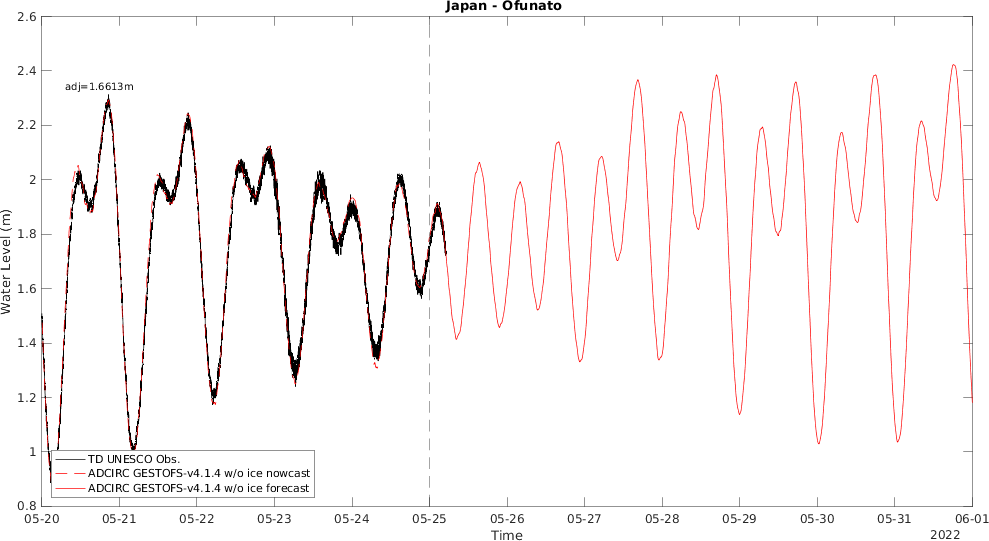 Japan - Ofunato
2.6
2.4
2.2
2
1.8
1.6
1.4
1.2
1
0.8
Water Level (m)
adj=1.6613m
TD UNESCO Obs.
ADCIRC GESTOFS-v4.1.4 w/o ice nowcast
ADCIRC GESTOFS-v4.1.4 w/o ice forecast
05-20 05-21 05-22 05-23 05-24 05-25 05-26 05-27 05-28 05-29 05-30 05-31 06-01
Time
2022